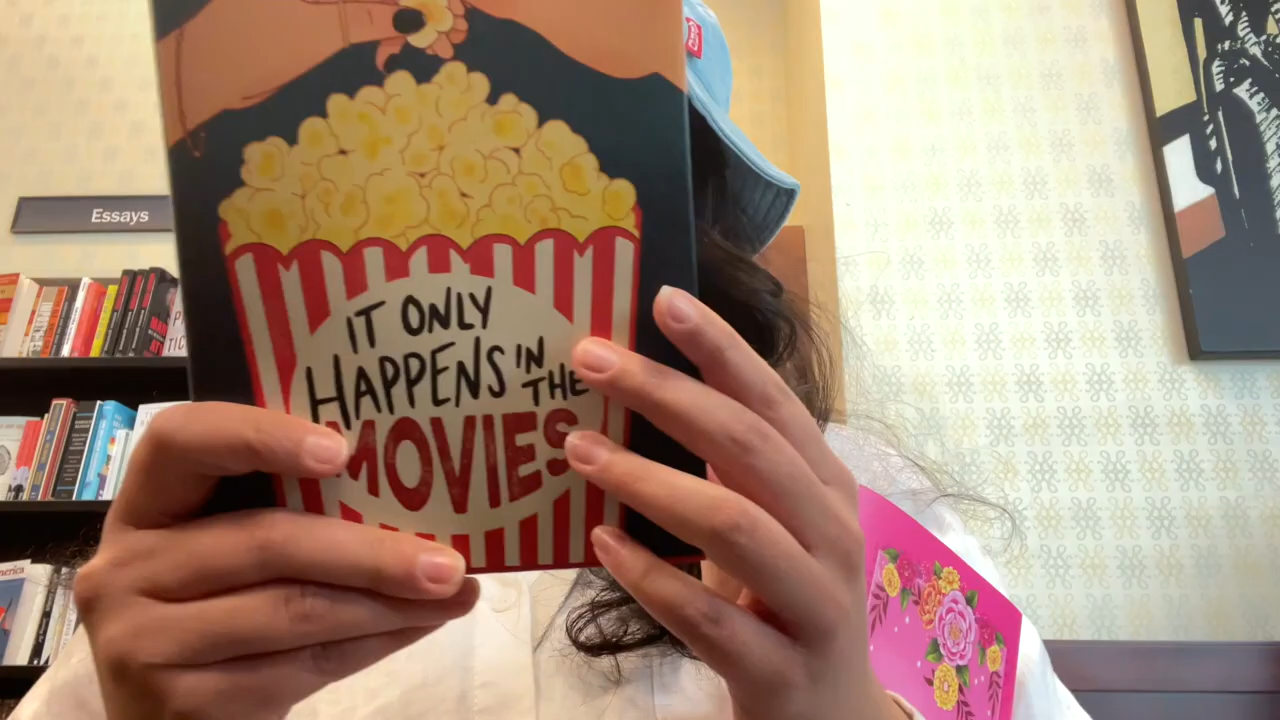 Essays
IT ONLY
HAPPENS IN
THE
MOVIES